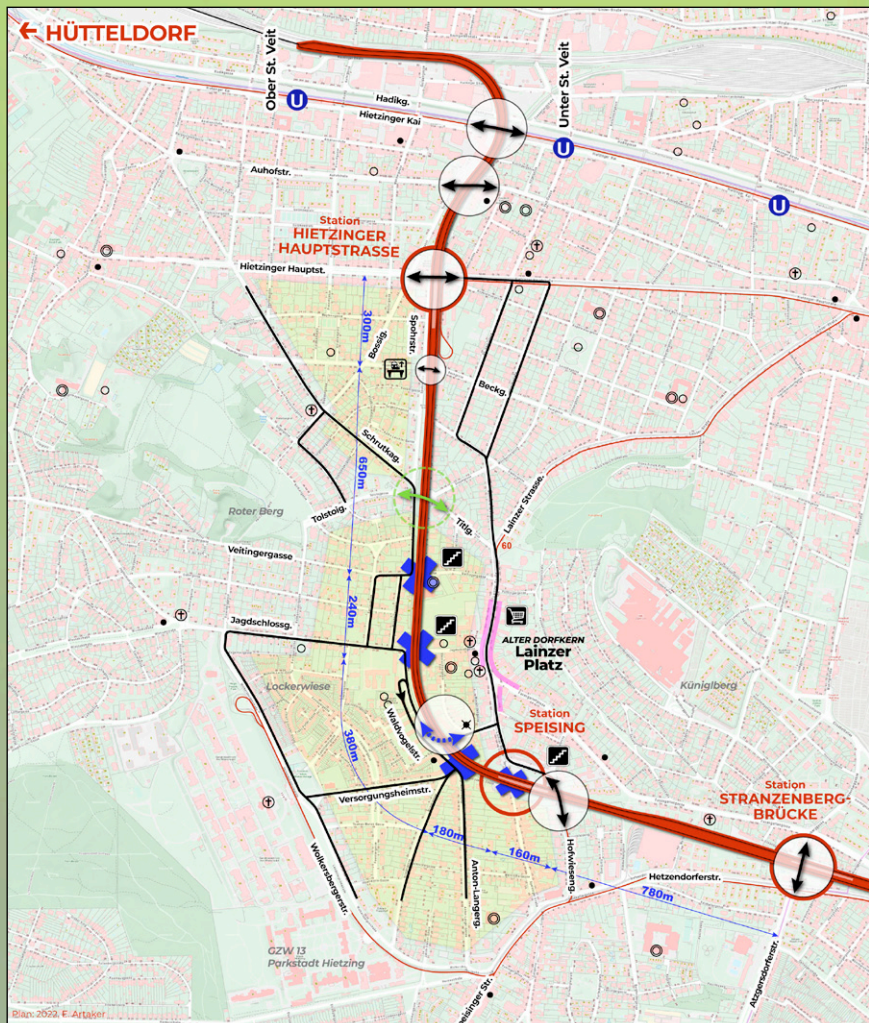 ← HÜTTELDORF
Ober St. Veit
Unter St. Veit
U
Hadikg.
Hietzinger Kai
U
Auhofstr.
U
Station
HIETZINGER
HAUPTSTRASSE
Hietzinger Haupt.
300m
Bossig.
Spohrstr.
Beckg.
Schrutkag.
650m
Lainzer Strasse.
Roter Berg
Tolstoig.
Titlg.
60
Veitingergasse
240m
Jagdschlossg.
ALTER DORFKERN
Lainzer
Platz
Lockerwiese
Küniglberg
Waldvogelstr.
Station
SPEISING
380m
Station
STRANZENBERG-
BRÜCKE
Versorgungsheimstr.
180m
160m
Hofwieseng.
Wolkersbergerstr.
Anton-Langerg.
Hetzendorferstr.
780m
GZW 13
Parkstadt Hietzing
Atzgersdorferstr.
Speisinger Str.
Plan: 2022, E. Artaker